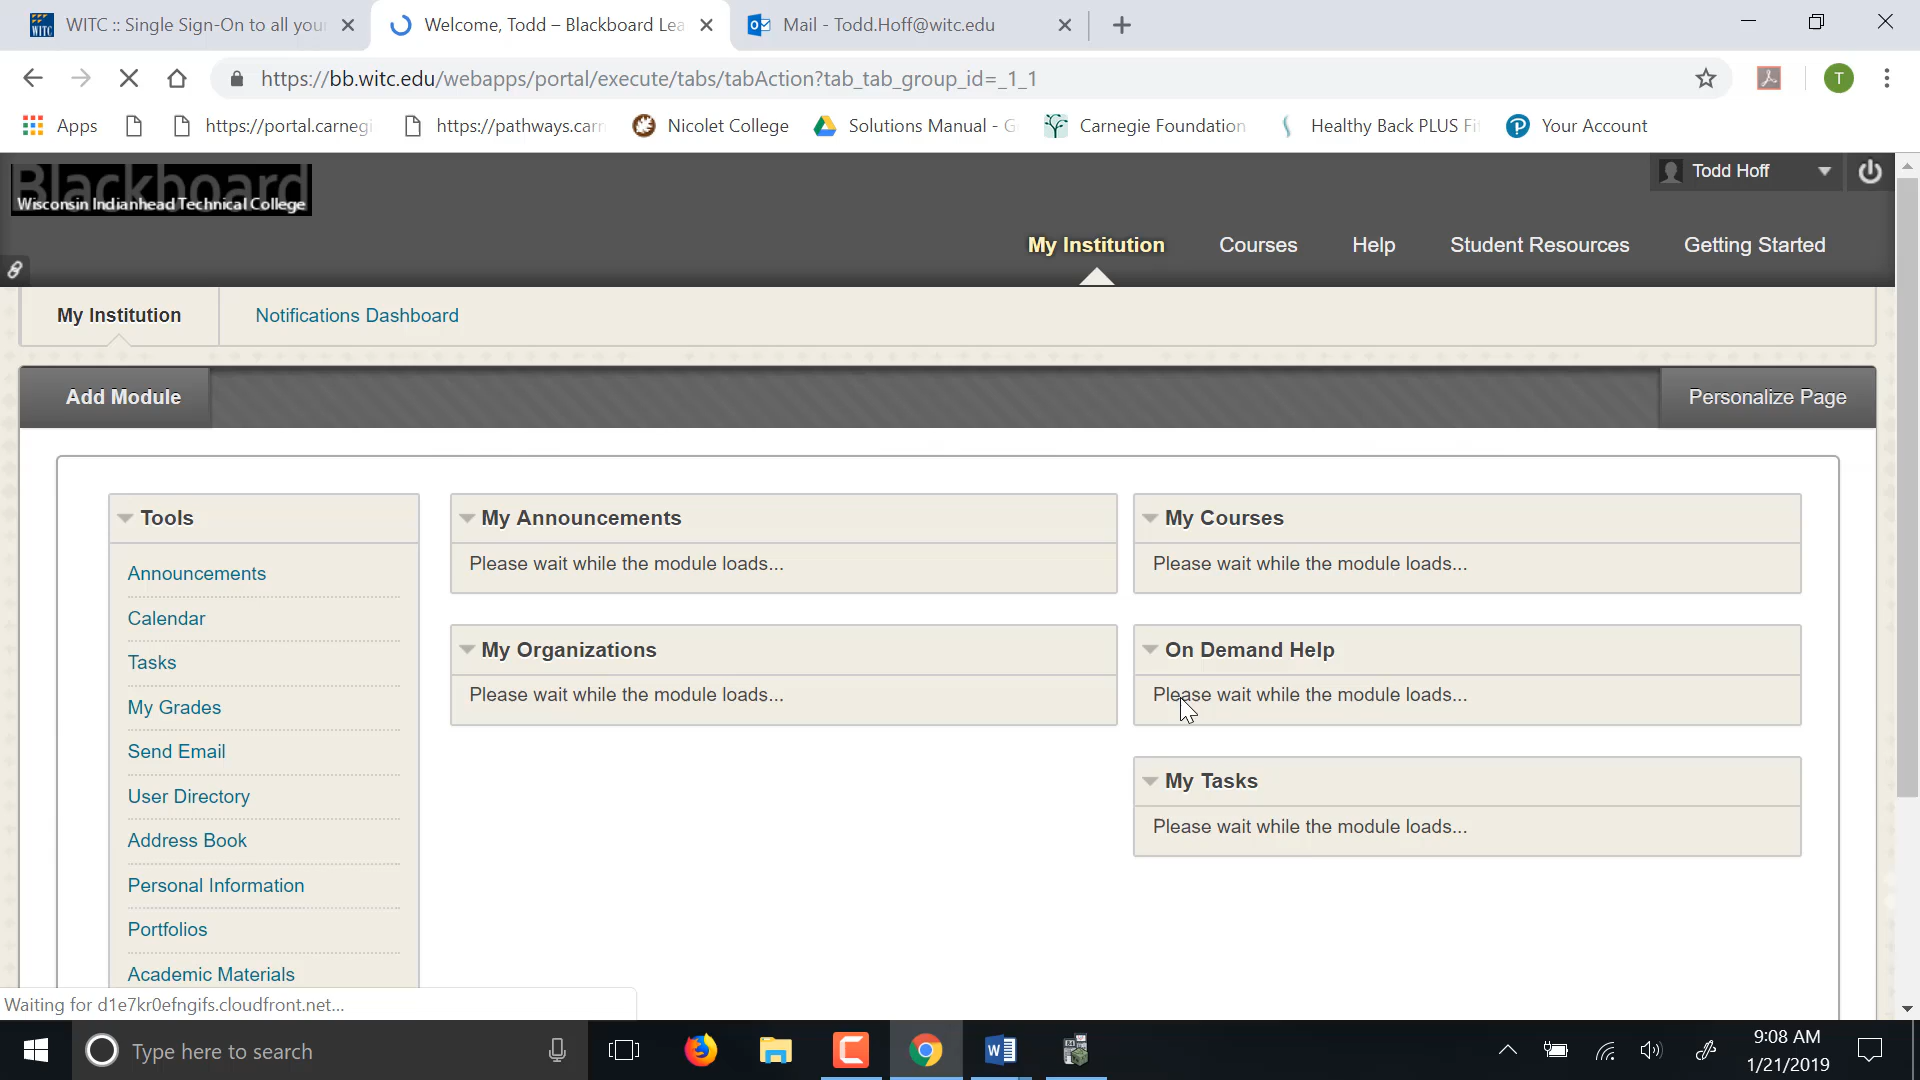 WITC :: Single Sign-On to all your
Welcome, Todd – Blackboard Lea
Mail - Todd.Hoff@witc.edu
https://bb.witc.edu/webapps/portal/execute/tabs/tabAction?tab_tab_group_id=_1_1
T
Apps
https://portal.carnegi
https://pathways.carn
Nicolet College
Solutions Manual - G
Carnegie Foundation
Healthy Back PLUS Fi
Your Account
Blackboard
Wisconsin Indianhead Technical College
Todd Hoff
My Institution
Courses
Help
Student Resources
Getting Started
My Institution
Notifications Dashboard
Add Module
Personalize Page
Tools
Announcements
Calendar
Tasks
My Grades
Send Email
User Directory
Address Book
Personal Information
Portfolios
Academic Materials
My Announcements
Please wait while the module loads...
My Organizations
Please wait while the module loads...
My Courses
Please wait while the module loads...
On Demand Help
Please wait while the module loads...
My Tasks
Please wait while the module loads...
Waiting for d1e7kr0efngifs.cloudfront.net...
Type here to search
9:08 AM
1/21/2019